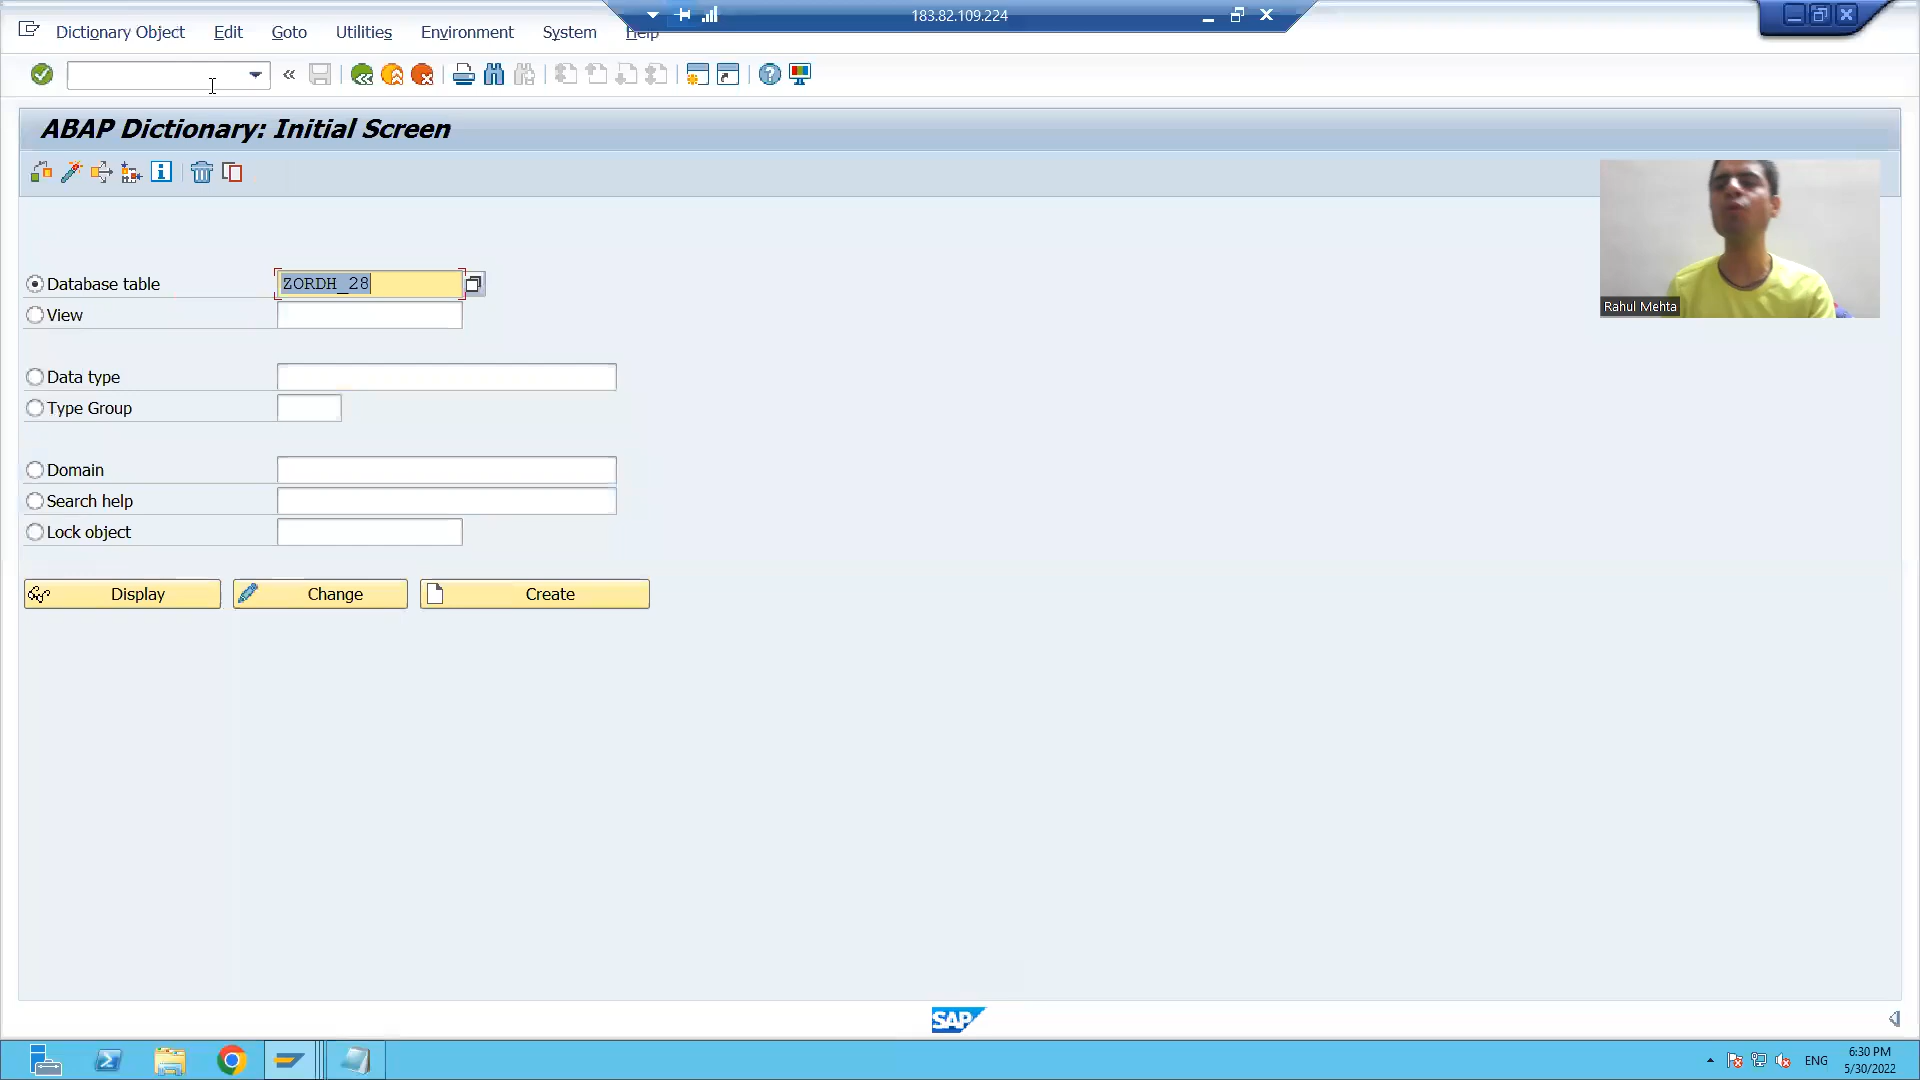 183.82.109.224
Dictionary Object Edit Goto Utilities Environment System Help
ABAP Dictionary: Initial Screen
Rahul Mehta
Database table ZORDH_28
View
Data type
Type Group
Domain
Search help
Lock object
Display Change Create
SAP
ENG 6:30 PM
5/30/2022